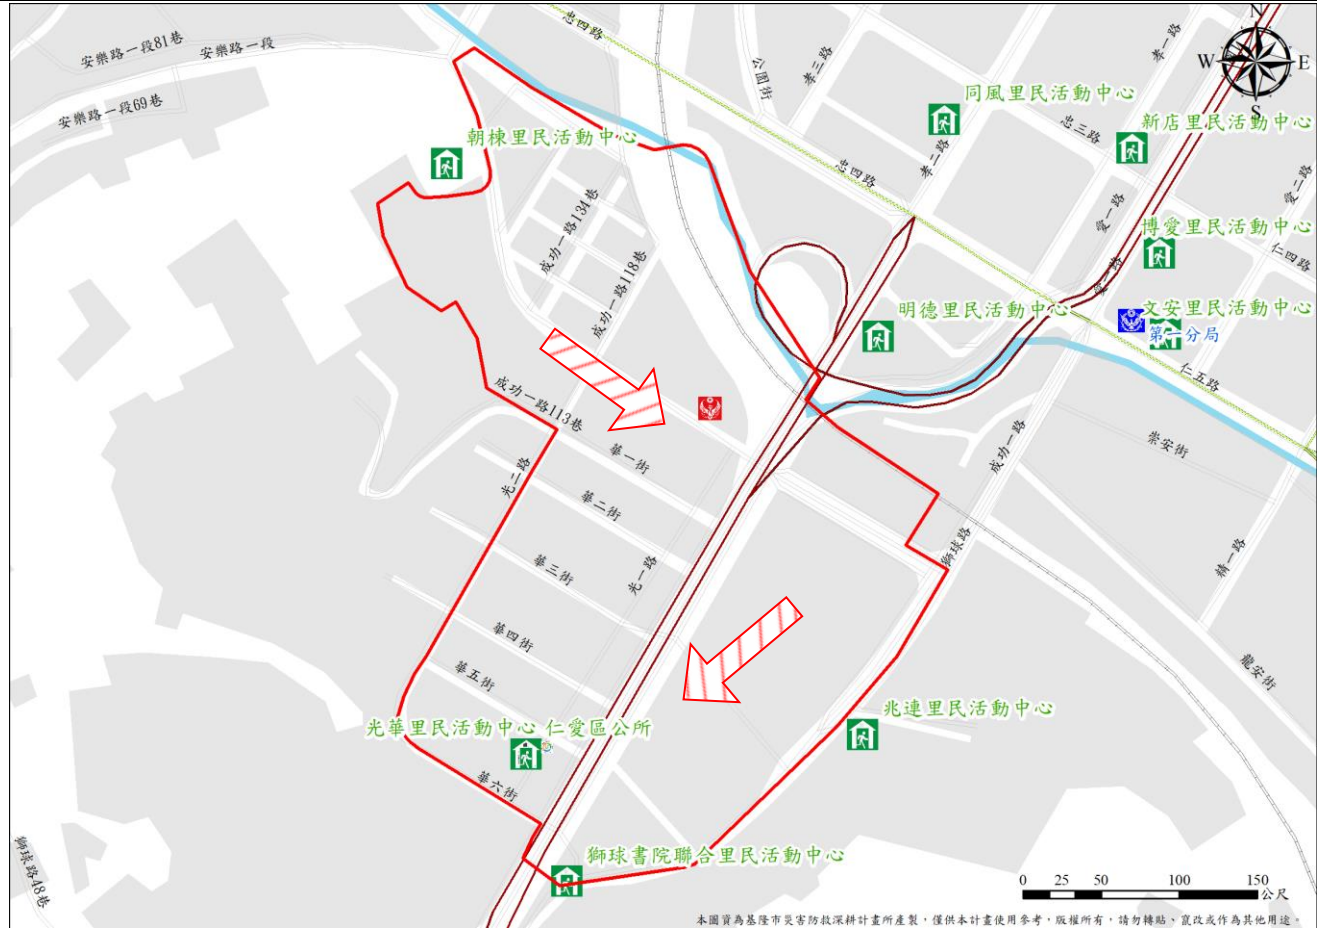 忠四路
安樂路一段81巷
安樂路一段
公園街
孝三路
孝一路
N
W
E
S
安樂路一段69巷
同風里民活動中心
忠三路
新店里民活動中心
朝棟里民活動中心
忠四路
孝二路
愛二路
愛一路
成功一路134巷
博愛里民活動中心
仁四路
成功一路118巷
愛一路
明德里民活動中心
文安里民活動中心
第一分局
仁五路
成功一路113巷
成功一路
崇安街
華一街
光二路
華二街
獅球路
精一路
華三街
光一路
華四街
龍安街
華五街
兆連里民活動中心
光華里民活動中心
仁愛區公所
華六街
獅球路48巷
獅球書院聯合里民活動中心
0 25 50 100 150
公尺
本圖資為基隆市災害防救深耕計畫所產製，僅供本計畫使用參考，版權所有，請勿轉貼、竄改或作為其他用途。